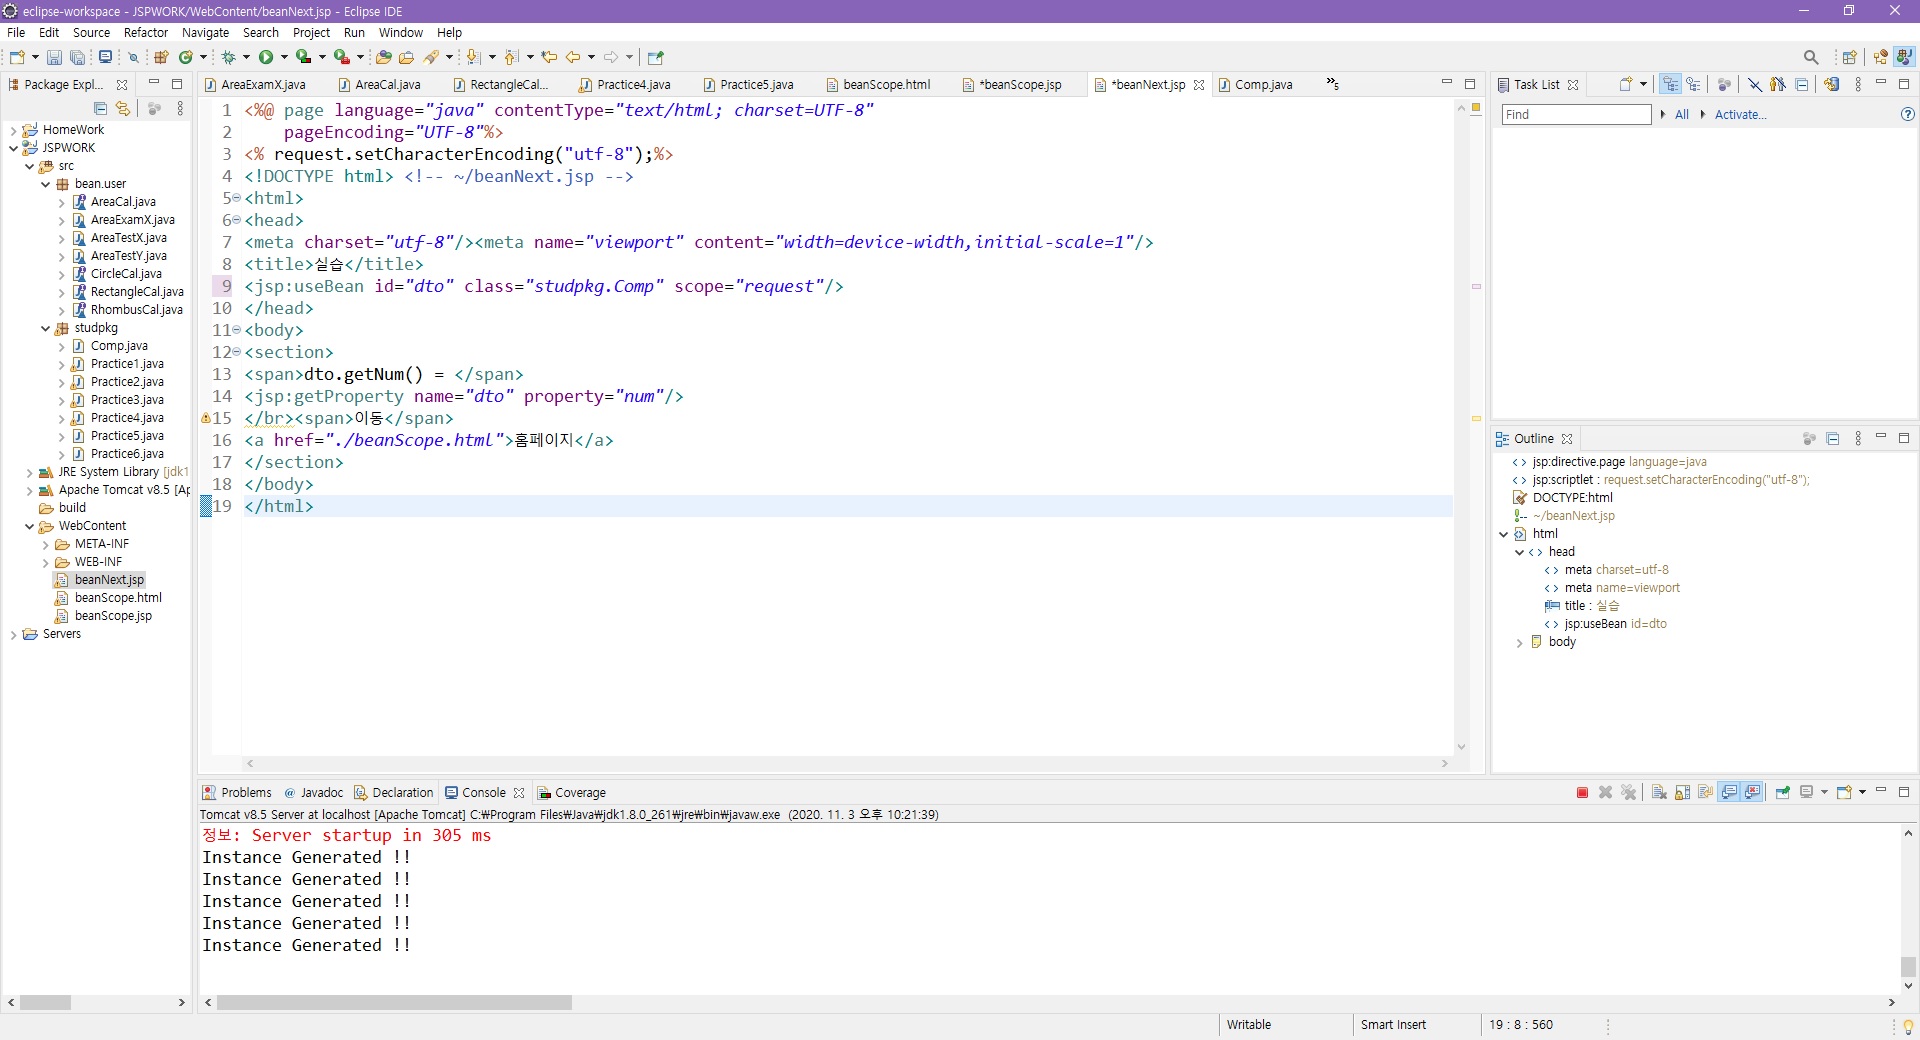 eclipse-workspace - JSPWORK/WebContent/beanNext.jsp - Eclipse IDE
File Edit Source Refactor Navigate Search Project Run Window Help
Package Expl...
AreaExamX.java AreaCal.java RectangleCal... Practice4.java Practice5.java beanScope.html *beanScope.jsp *beanNext.jsp Comp.java »5
Task List
Find All Activate...
HomeWork
JSPWORK
src
bean.user
AreaCal.java
AreaExamX.java
AreaTestX.java
AreaTestY.java
CircleCal.java
RectangleCal.java
RhombusCal.java
studpkg
Comp.java
Practice1.java
Practice2.java
Practice3.java
Practice4.java
Practice5.java
Practice6.java
JRE System Library [jdk1
Apache Tomcat v8.5 [Ap
build
WebContent
META-INF
WEB-INF
beanNext.jsp
beanScope.html
beanScope.jsp
Servers
1 <%@ page language="java" contentType="text/html; charset=UTF-8"
2     pageEncoding="UTF-8"%>
3 <% request.setCharacterEncoding("utf-8");%>
4 <!DOCTYPE html> <!-- ~/beanNext.jsp -->
5 <html>
6 <head>
7 <meta charset="utf-8"/><meta name="viewport" content="width=device-width,initial-scale=1"/>
8 <title>실습</title>
9 <jsp:useBean id="dto" class="studpkg.Comp" scope="request"/>
10 </head>
11 <body>
12 <section>
13 <span>dto.getNum() = </span>
14 <jsp:getProperty name="dto" property="num"/>
15 </br><span>이동</span>
16 <a href="./beanScope.html">홈페이지</a>
17 </section>
18 </body>
19 </html>
Outline
jsp:directive.page language=java
jsp:scriptlet : request.setCharacterEncoding("utf-8");
DOCTYPE:html
~/beanNext.jsp
html
head
meta charset=utf-8
meta name=viewport
title : 실습
jsp:useBean id=dto
body
Problems @ Javadoc Declaration Console Coverage
Tomcat v8.5 Server at localhost [Apache Tomcat] C:₩Program Files₩Java₩jdk1.8.0_261₩jre₩bin₩javaw.exe (2020. 11. 3 오후 10:21:39)
정보: Server startup in 305 ms
Instance Generated !!
Instance Generated !!
Instance Generated !!
Instance Generated !!
Instance Generated !!
Writable Smart Insert 19 : 8 : 560